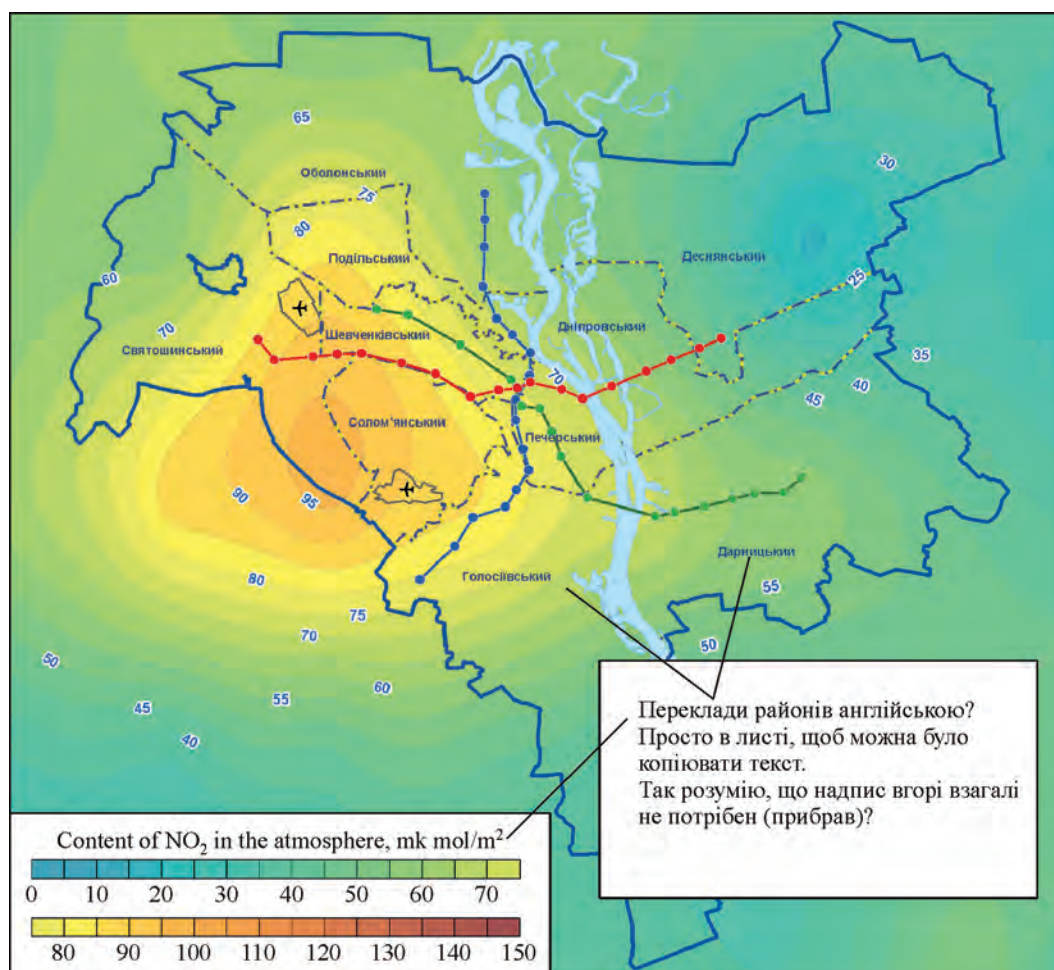 65
30
Оболонський
75
80
Подільський
Деснянський
60
25
70
Шевченківський
Дніпровський
Святошинський
35
70
40
45
Солом'янський
Печерський
90
95
Дарницький
80
Голосіївський
55
75
70
50
50
60
55
45
40
Переклади районів англійською?
Просто в листі, щоб можна було
копіювати текст.
Так розумію, що надпис вгорі взагалі
не потрібен (прибрав)?
Content of NO₂ in the atmosphere, mk mol/m²
0 10 20 30 40 50 60 70
80 90 100 110 120 130 140 150